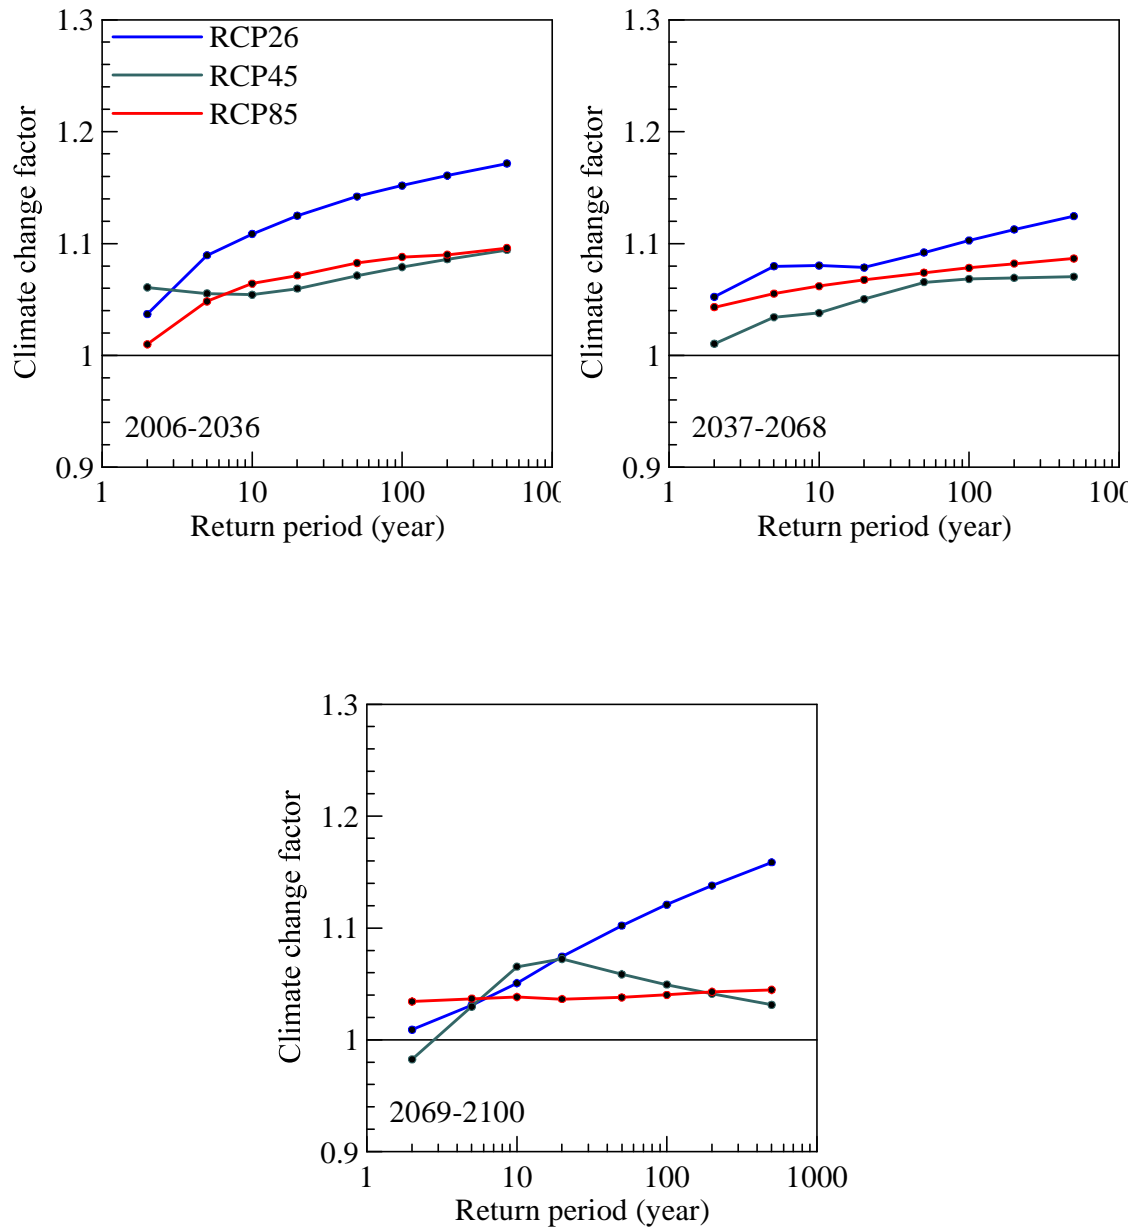 1.3
RCP26
RCP45
RCP85
1.2
1.1
1
0.9
Climate change factor
2006-2036
1 10 100 100
Return period (year)
1.3
1.2
1.1
1
0.9
Climate change factor
2037-2068
1 10 100 100
Return period (year)
1.3
1.2
1.1
1
0.9
Climate change factor
2069-2100
1 10 100 1000
Return period (year)